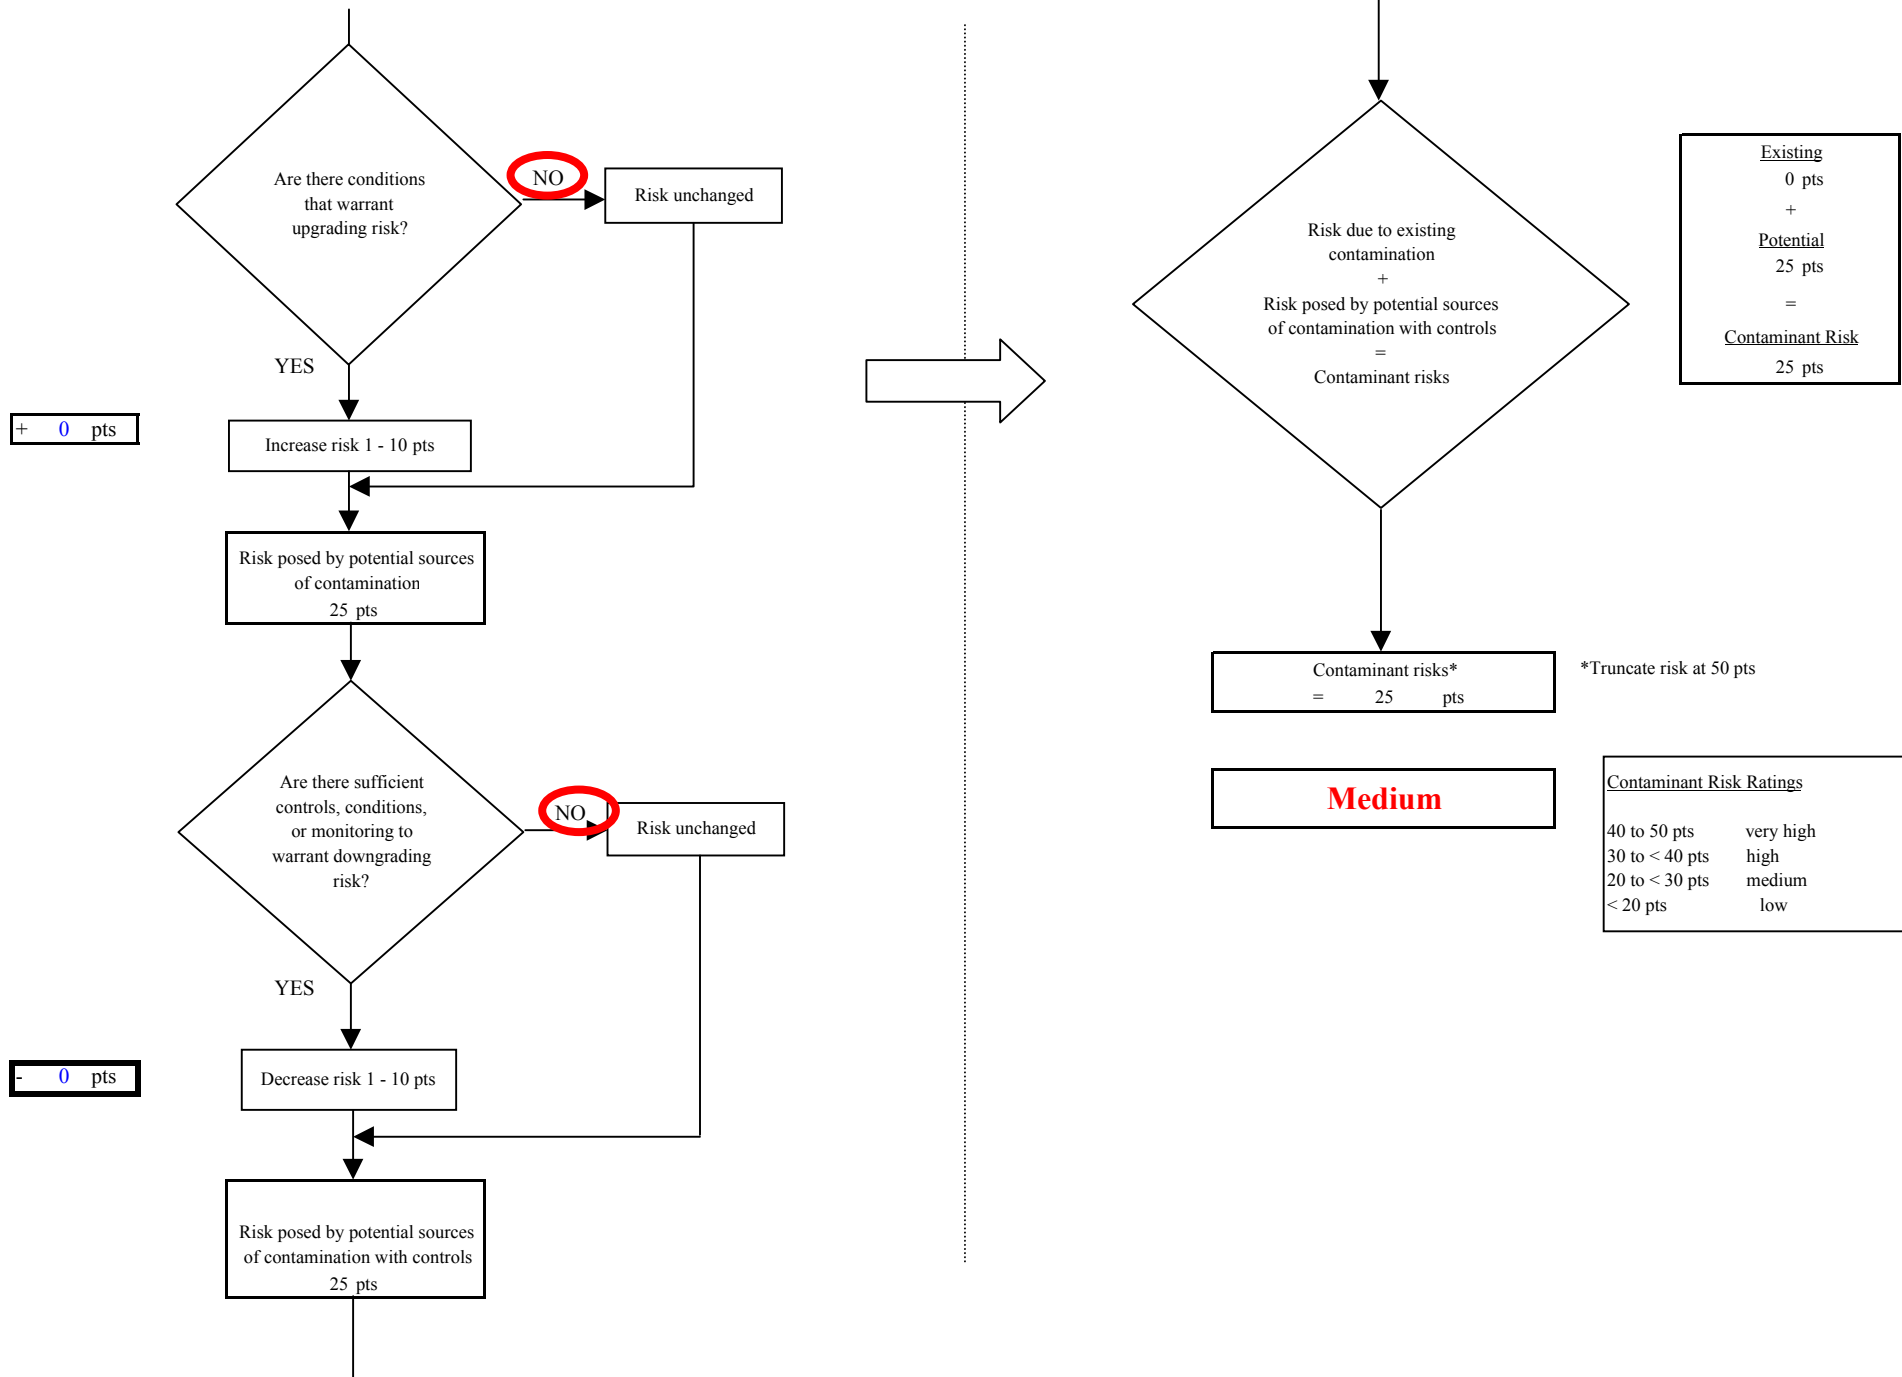 Are there conditions
that warrant
upgrading risk?
NO
Risk unchanged
YES
+ 0 pts
Increase risk 1 - 10 pts
Risk posed by potential sources
of contamination
25 pts
Are there sufficient
controls, conditions,
or monitoring to
warrant downgrading
risk?
NO
Risk unchanged
YES
- 0 pts
Decrease risk 1 - 10 pts
Risk posed by potential sources
of contamination with controls
25 pts
Risk due to existing
contamination
+
Risk posed by potential sources
of contamination with controls
=
Contaminant risks
Existing
0 pts
+
Potential
25 pts
=
Contaminant Risk
25 pts
Contaminant risks*
= 25 pts
*Truncate risk at 50 pts
Medium
Contaminant Risk Ratings
40 to 50 pts very high
30 to < 40 pts high
20 to < 30 pts medium
< 20 pts low